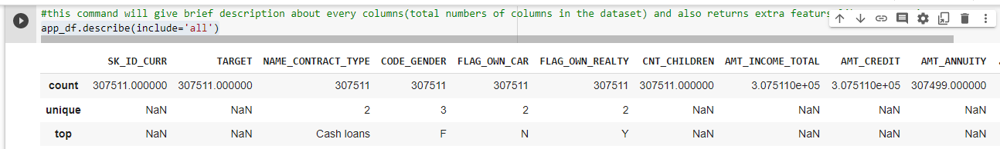 #this command will give brief description about every columns(total numbers of columns in the dataset) and also returns extra featurs
app_df.describe(include='all')
SK_ID_CURR TARGET NAME_CONTRACT_TYPE CODE_GENDER FLAG_OWN_CAR FLAG_OWN_REALTY CNT_CHILDREN AMT_INCOME_TOTAL AMT_CREDIT AMT_ANNUITY
count 307511.000000 307511.000000 307511 307511 307511 307511 307511.000000 3.075110e+05 3.075110e+05 307499.000000
unique NaN NaN 2 3 2 2 NaN NaN NaN NaN
top NaN NaN Cash loans F N Y NaN NaN NaN NaN